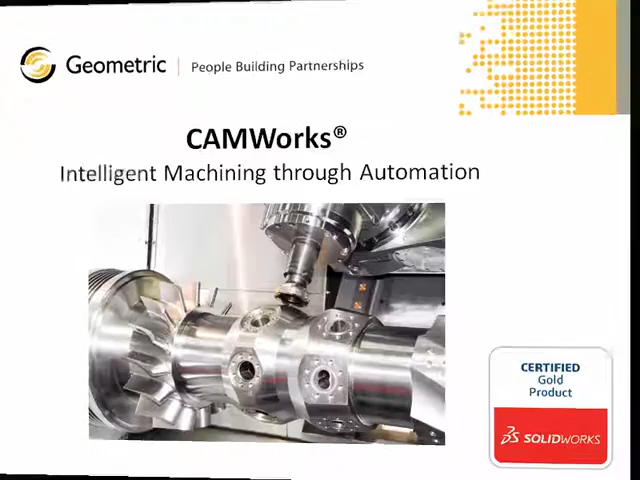 Geometric | People Building Partnerships
CAMWorks®
Intelligent Machining through Automation
CERTIFIED
Gold
Product
SOLIDWORKS